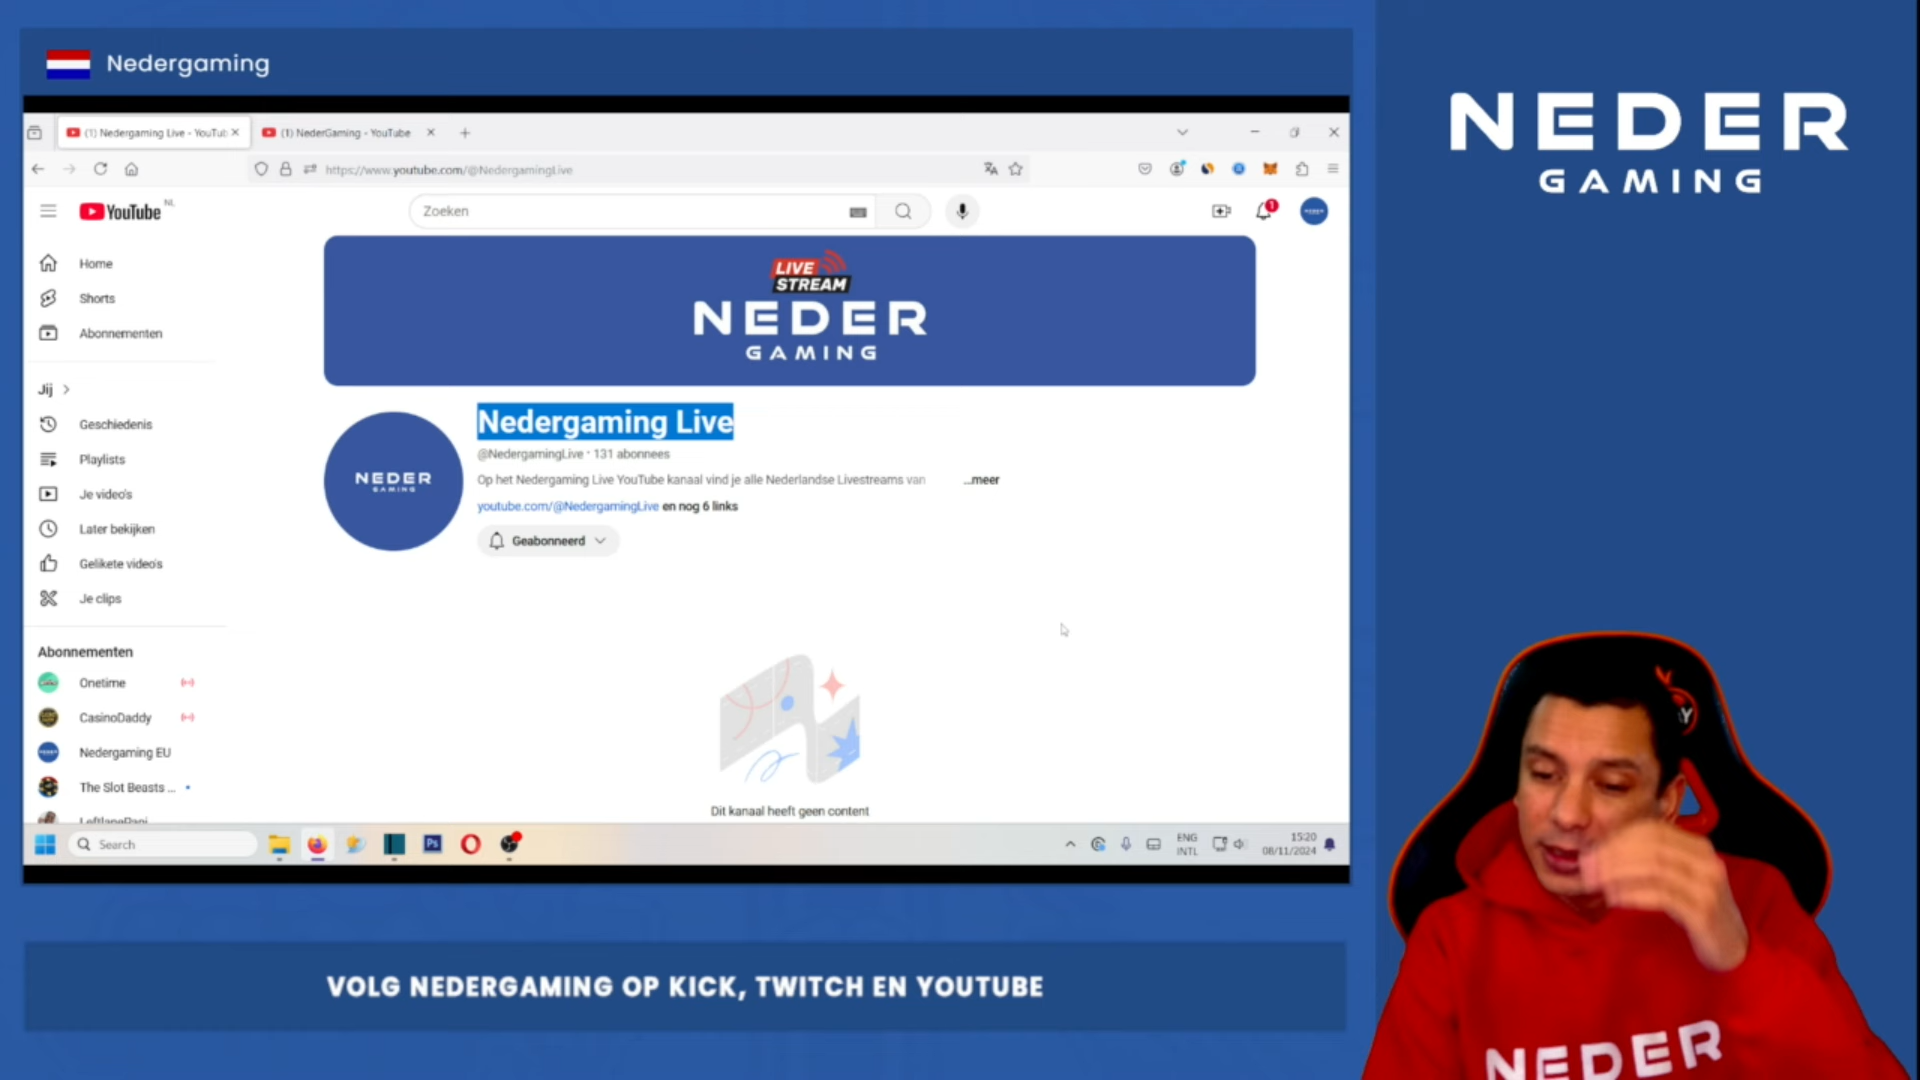 Nedergaming
NEDER
GAMING
(1) Nedergaming Live - YouTub
(1) NederGaming - YouTube
https://www.youtube.com/@NedergamingLive
YouTube NL
Zoeken
1
Home
Shorts
Abonnementen
Jij
Geschiedenis
Playlists
Je video's
Later bekijken
Gelikete video's
Je clips
Abonnementen
Onetime
CasinoDaddy
Nedergaming EU
The Slot Beasts ...
LIVE
STREAM
NEDER
GAMING
NEDER
GAMING
Nedergaming Live
@NedergamingLive · 131 abonnees
Op het Nedergaming Live YouTube kanaal vind je alle Nederlandse Livestreams van ...meer
youtube.com/@NedergamingLive en nog 6 links
Geabonneerd
Dit kanaal heeft geen content
Search
Ps
ENG
INTL
15:20
08/11/2024
VOLG NEDERGAMING OP KICK, TWITCH EN YOUTUBE
NEDER